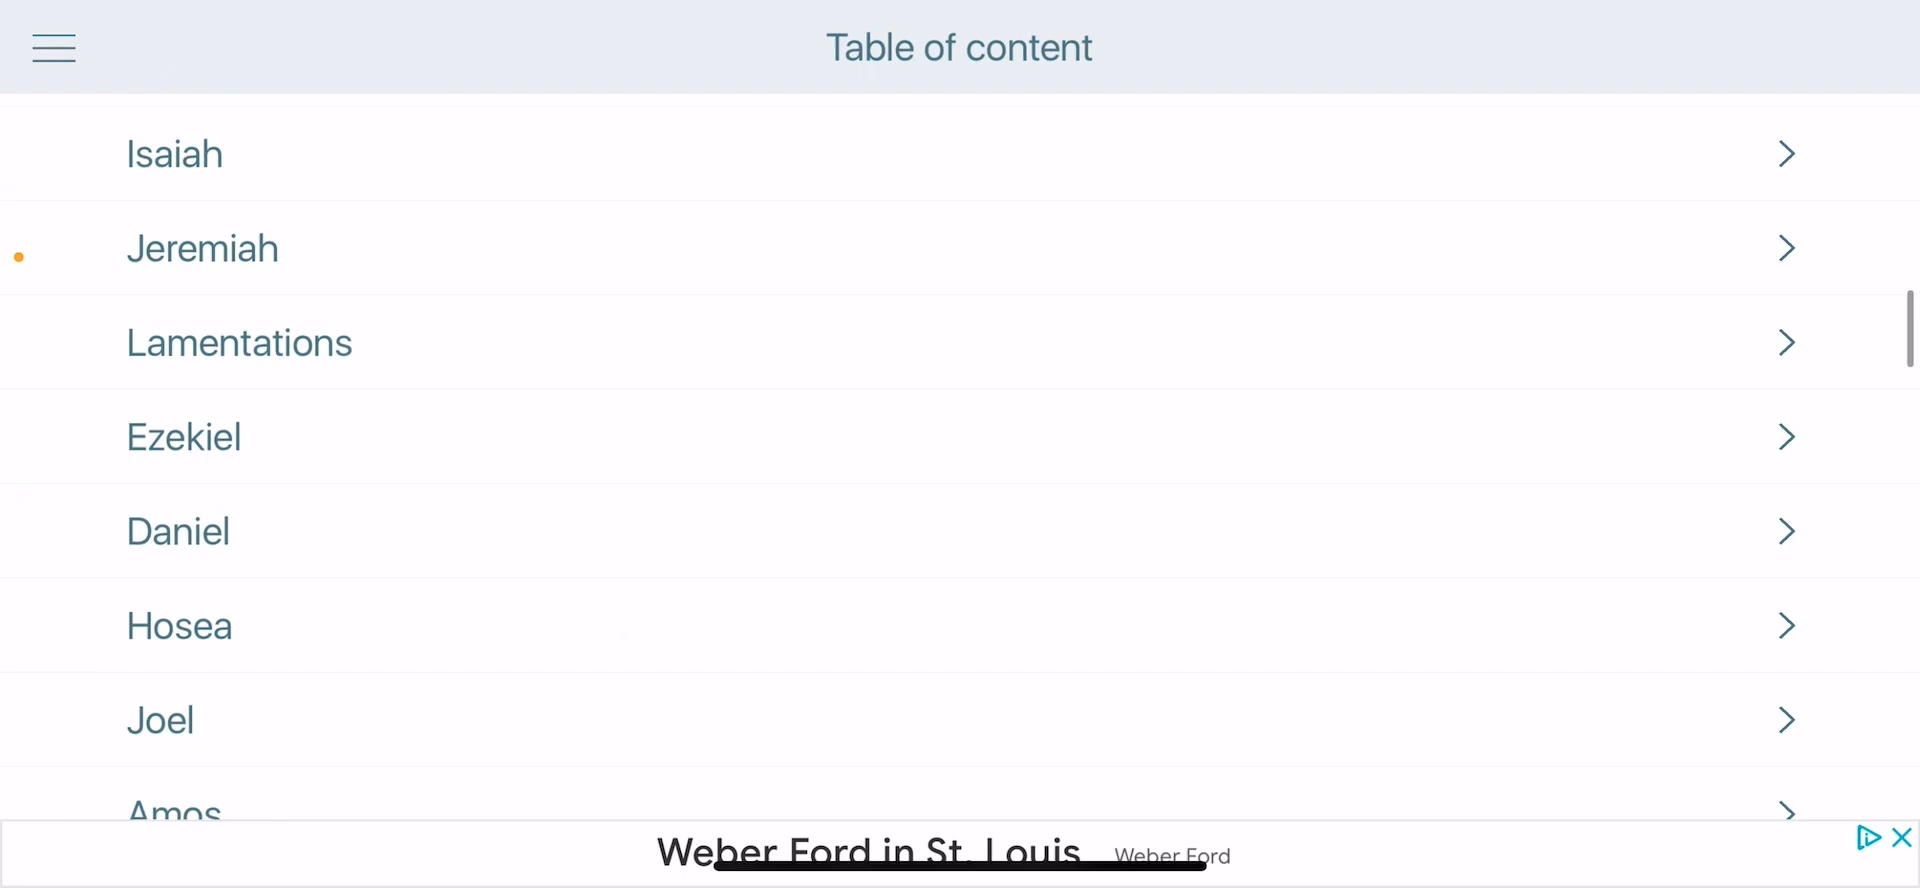 Table of content
Isaiah
Jeremiah
Lamentations
Ezekiel
Daniel
Hosea
Joel
Amos
Weber Ford in St. Louis Weber Ford